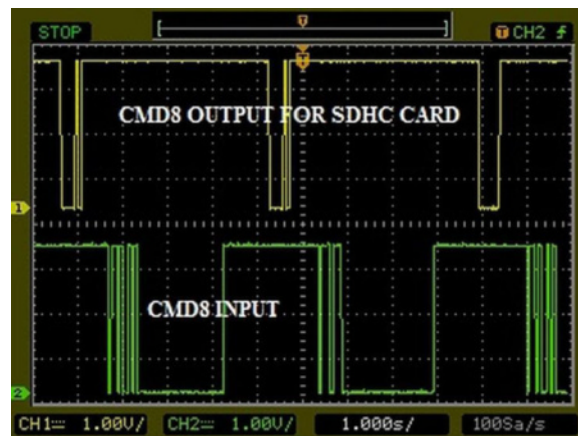 STOP
T
T CH2
T
CMD8 OUTPUT FOR SDHC CARD
1
CMD8 INPUT
2
CH1 1.00V/ CH2 1.00V/ 1.000s/ 100Sa/s